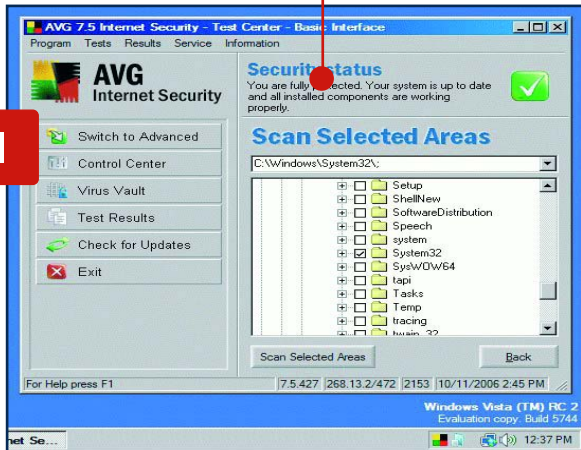 AVG 7.5 Internet Security - Test Center - Basic Interface
Program Tests Results Service Information
AVG
Internet Security
Security status
You are fully protected. Your system is up to date
and all installed components are working
properly.
Switch to Advanced
Control Center
Virus Vault
Test Results
Check for Updates
Exit
Scan Selected Areas
C:\Windows\System32\;
Setup
ShellNew
SoftwareDistribution
Speech
system
System32
SysWOW64
tapi
Tasks
Temp
tracing
twain_32
Scan Selected Areas
Back
For Help press F1
7.5.427 268.13.2/472 2153 10/11/2006 2:45 PM
Windows Vista (TM) RC 2
Evaluation copy. Build 5744
net Se...
12:37 PM